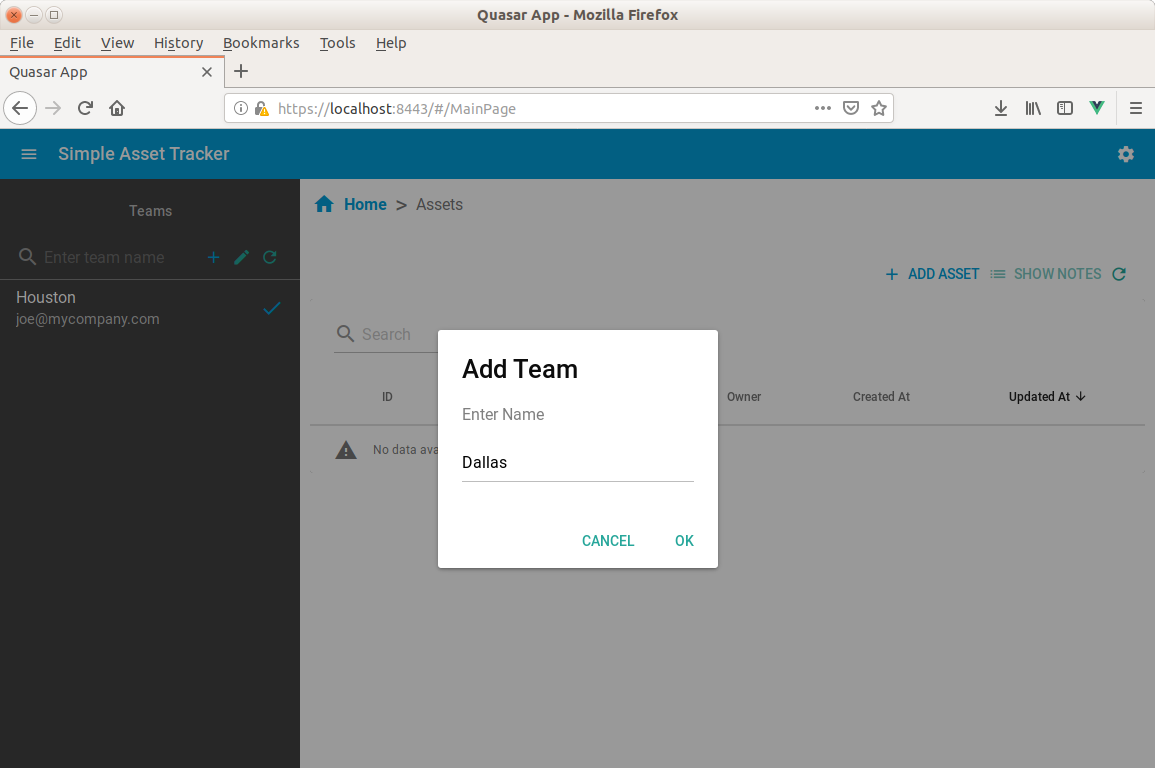 Quasar App - Mozilla Firefox
File Edit View History Bookmarks Tools Help
Quasar App
https://localhost:8443/#/MainPage
Simple Asset Tracker
Teams
Home > Assets
Enter team name
ADD ASSET SHOW NOTES
Houston
joe@mycompany.com
Search
Add Team
ID Owner Created At Updated At
Enter Name
No data ava
Dallas
CANCEL OK